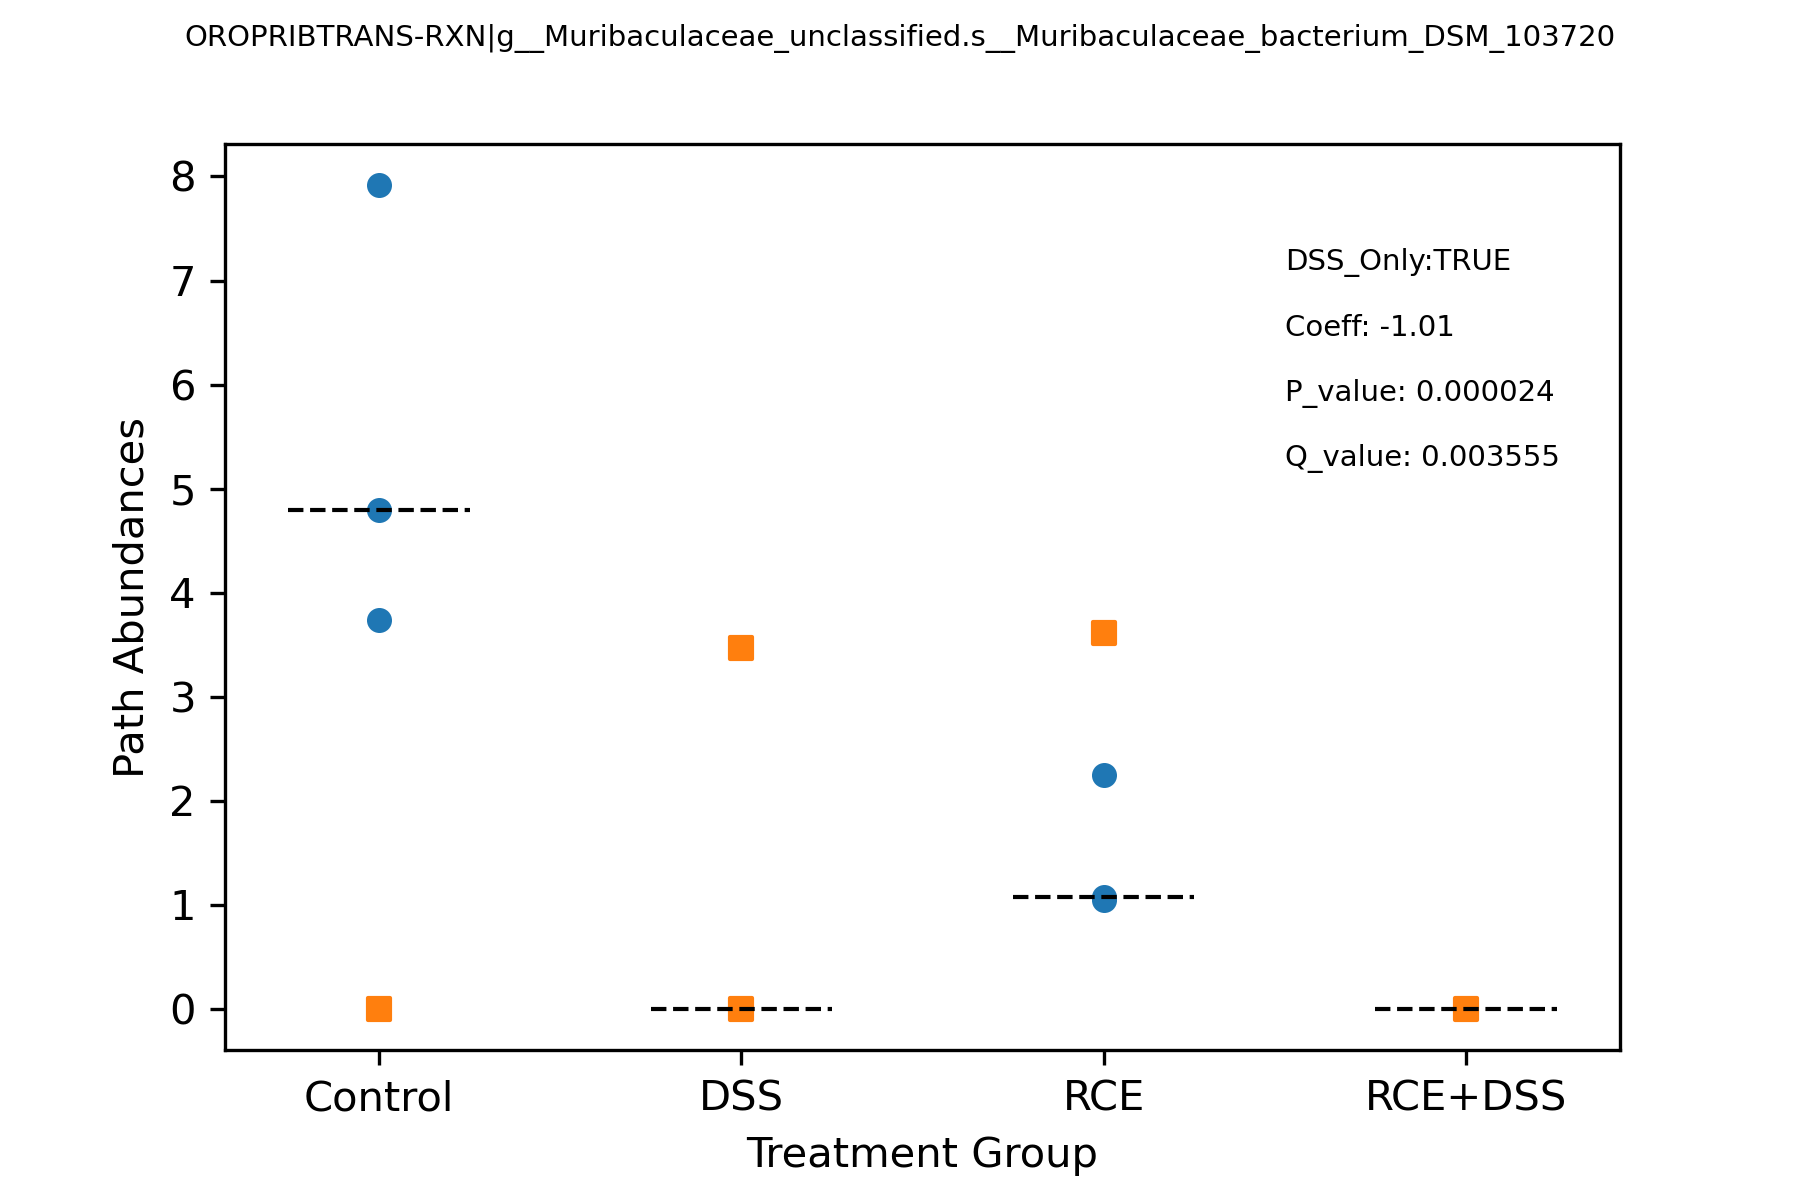 OROPRIBTRANS-RXN|g__Muribaculaceae_unclassified.s__Muribaculaceae_bacterium_DSM_103720
8
7
6
5
4
3
2
1
0
Path Abundances
DSS_Only:TRUE
Coeff: -1.01
P_value: 0.000024
Q_value: 0.003555
Control DSS RCE RCE+DSS
Treatment Group